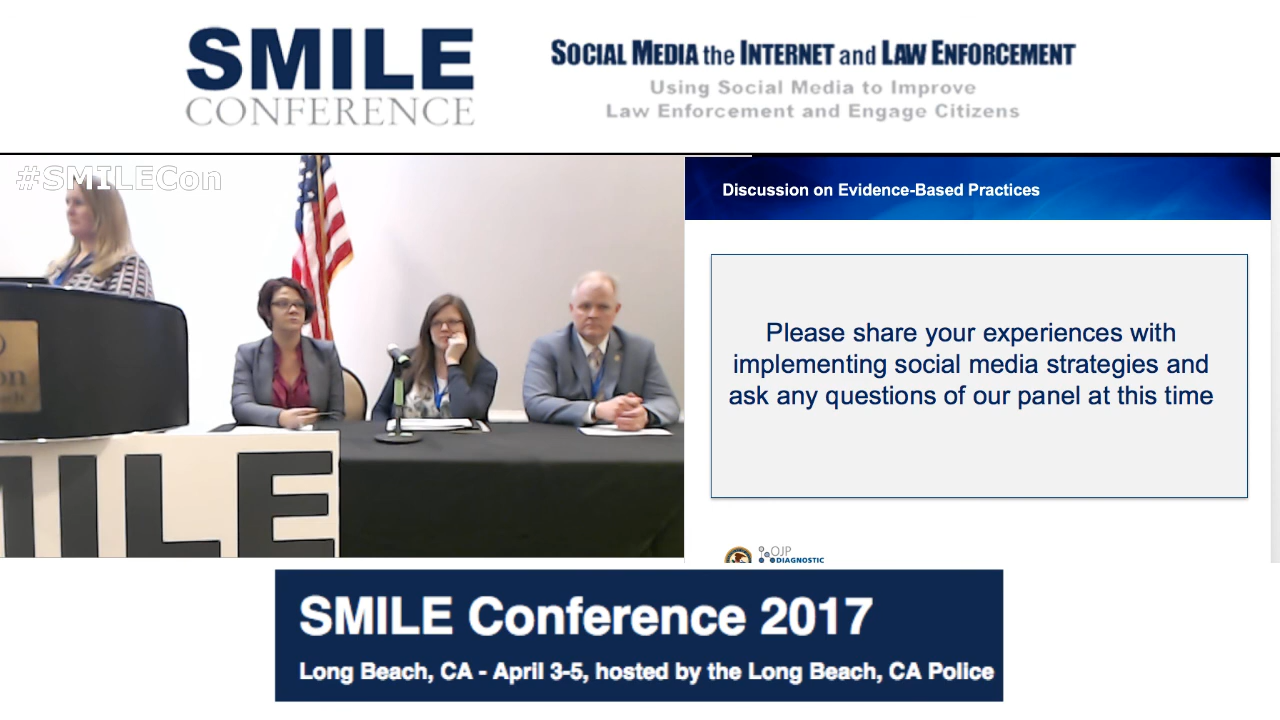 SMILE
CONFERENCE
SOCIAL MEDIA the INTERNET and LAW ENFORCEMENT
Using Social Media to Improve
Law Enforcement and Engage Citizens
#SMILECon
Discussion on Evidence-Based Practices
Please share your experiences with
implementing social media strategies and
ask any questions of our panel at this time
OJP
DIAGNOSTIC
MILE
SMILE Conference 2017
Long Beach, CA - April 3-5, hosted by the Long Beach, CA Police